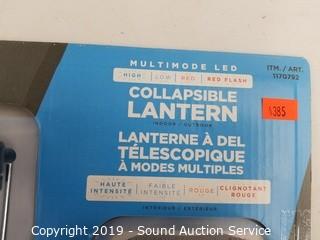 MULTIMODE LED
HIGH | LOW | RED | RED FLASH
ITM. / ART.
1170792
COLLAPSIBLE
LANTERN
INDOOR / OUTDOOR
385
LANTERNE À DEL
TÉLESCOPIQUE
À MODES MULTIPLES
HAUTE INTENSITÉ | FAIBLE INTENSITÉ | ROUGE | CLIGNOTANT ROUGE
INTÉRIEUR / EXTÉRIEUR
Copyright 2019 - Sound Auction Service